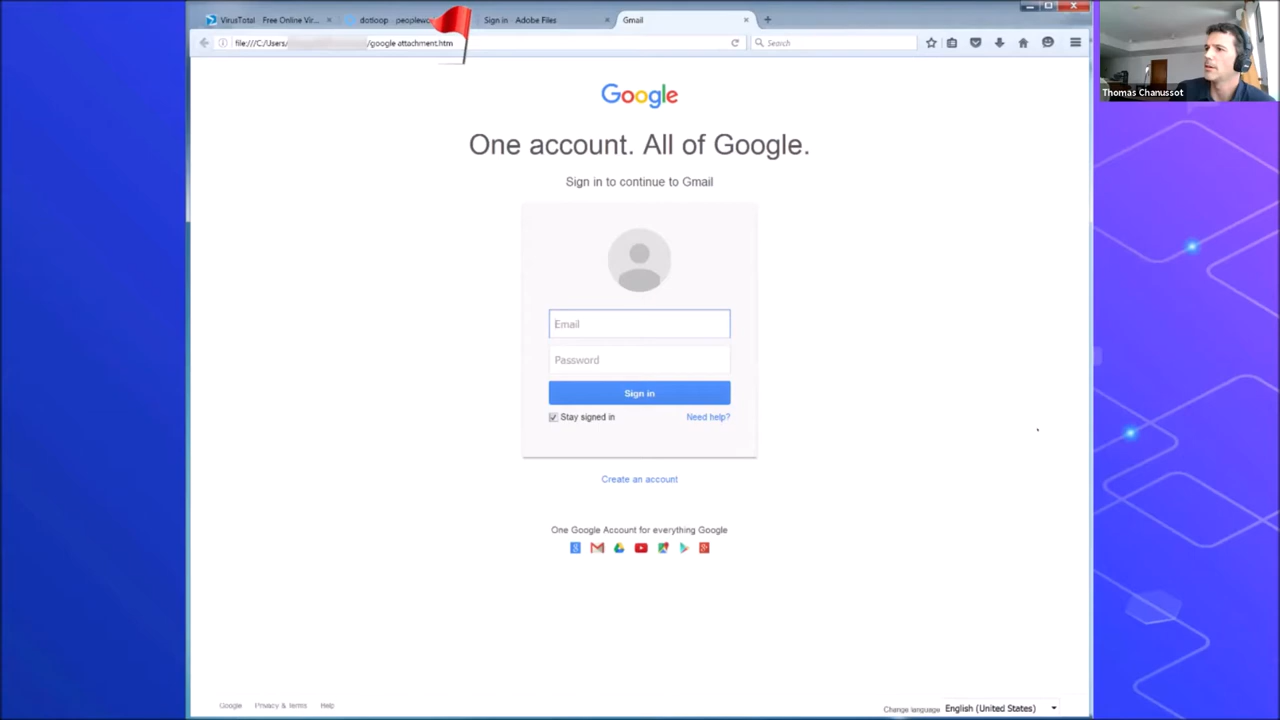 VirusTotal Free Online Vir...
dotloop peoplewo
Sign in Adobe Files
Gmail
file:///C:/Users/
/google attachment.htm
Search
Thomas Chanussot
Google
One account. All of Google.
Sign in to continue to Gmail
Email
Password
Sign in
Stay signed in
Need help?
Create an account
One Google Account for everything Google
Google
Privacy & Terms
Help
Change language
English (United States)